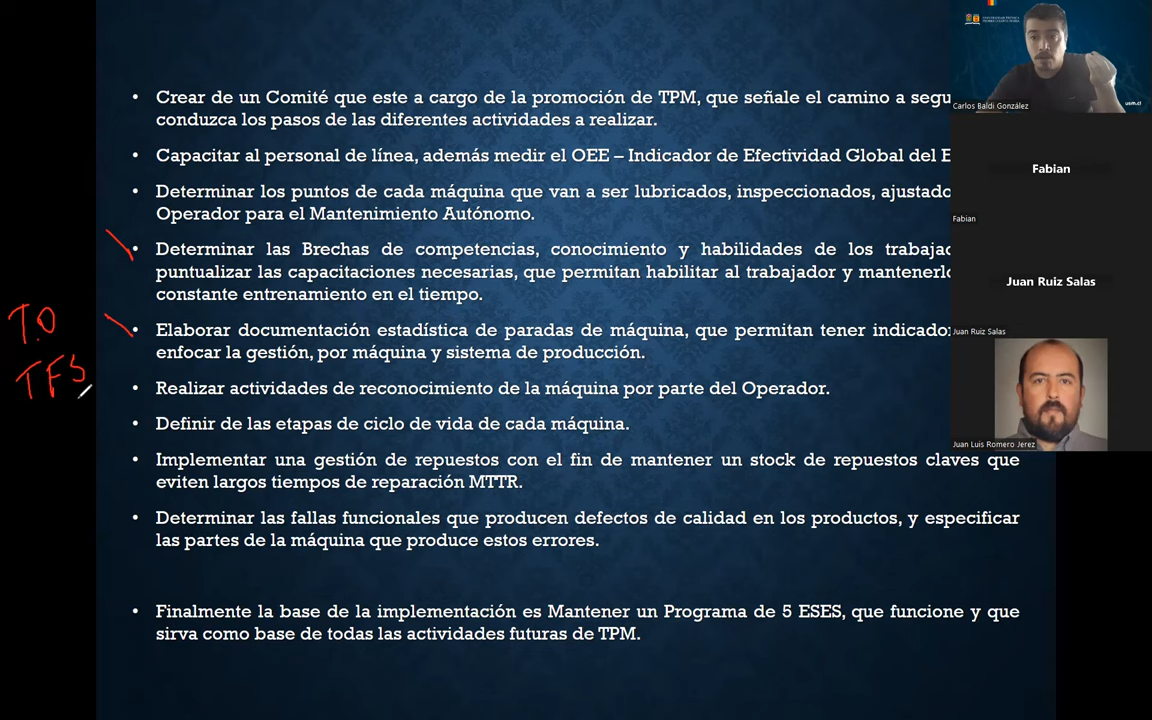 Crear de un Comité que este a cargo de la promoción de TPM, que señale el camino a segu
conduzca los pasos de las diferentes actividades a realizar.
Capacitar al personal de línea, además medir el OEE – Indicador de Efectividad Global del E
Determinar los puntos de cada máquina que van a ser lubricados, inspeccionados, ajustado
Operador para el Mantenimiento Autónomo.
Determinar las Brechas de competencias, conocimiento y habilidades de los trabajad
puntualizar las capacitaciones necesarias, que permitan habilitar al trabajador y mantenerlo
constante entrenamiento en el tiempo.
Elaborar documentación estadística de paradas de máquina, que permitan tener indicador
enfocar la gestión, por máquina y sistema de producción.
Realizar actividades de reconocimiento de la máquina por parte del Operador.
Definir de las etapas de ciclo de vida de cada máquina.
Implementar una gestión de repuestos con el fin de mantener un stock de repuestos claves que
eviten largos tiempos de reparación MTTR.
Determinar las fallas funcionales que producen defectos de calidad en los productos, y especificar
las partes de la máquina que produce estos errores.
Finalmente la base de la implementación es Mantener un Programa de 5 ESES, que funcione y que
sirva como base de todas las actividades futuras de TPM.
T.O
TFS
Carlos Baldi González
usm.cl
Fabian
Fabian
Juan Ruiz Salas
Juan Ruiz Salas
Juan Luis Romero Jerez